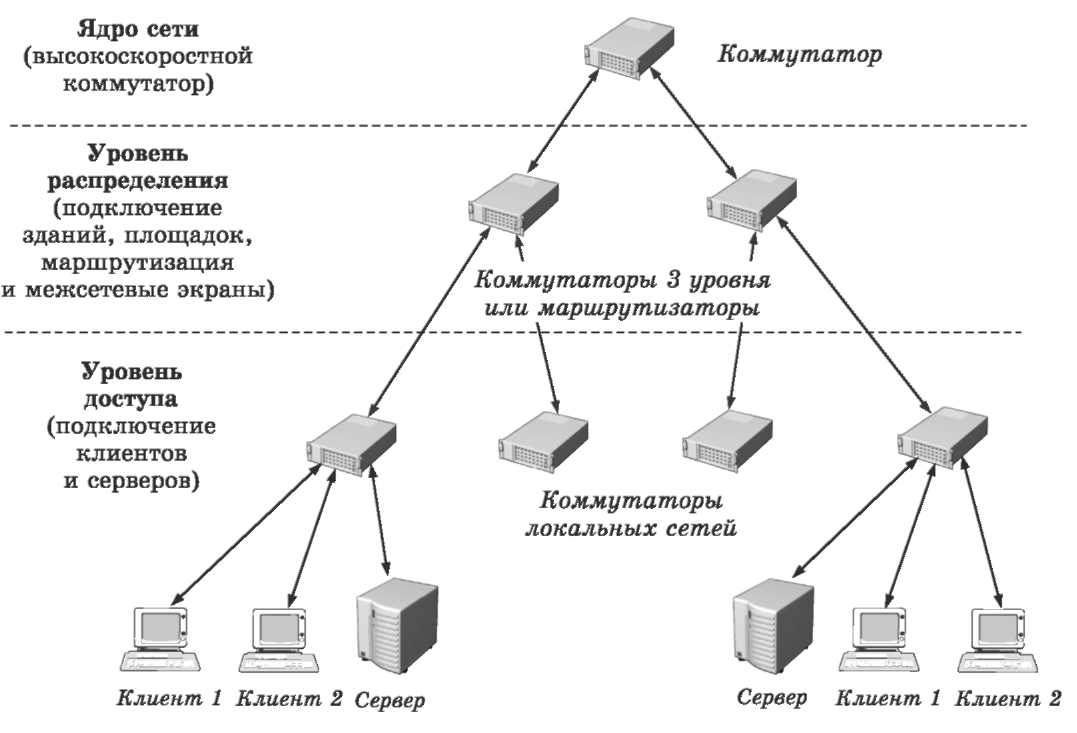 Ядро сети
(высокоскоростной
коммутатор)
Коммутатор
Уровень
распределения
(подключение
зданий, площадок,
маршрутизация
и межсетевые экраны)
Коммутаторы 3 уровня
или маршрутизаторы
Уровень
доступа
(подключение
клиентов
и серверов)
Коммутаторы
локальных сетей
Клиент 1 Клиент 2 Сервер
Сервер Клиент 1 Клиент 2